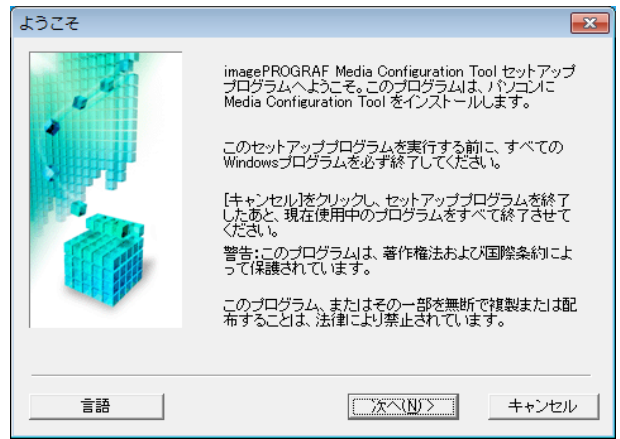 ようこそ
imagePROGRAF Media Configuration Tool セットアップ
プログラムへようこそ。このプログラムは、パソコンに
Media Configuration Tool をインストールします。
このセットアッププログラムを実行する前に、すべての
Windowsプログラムを必ず終了してください。
[キャンセル]をクリックし、セットアッププログラムを終了
したあと、現在使用中のプログラムをすべて終了させて
ください。
警告:このプログラムは、著作権法および国際条約によ
って保護されています。
このプログラム、またはその一部を無断で複製または配
布することは、法律により禁止されています。
言語
次へ(N) >
キャンセル